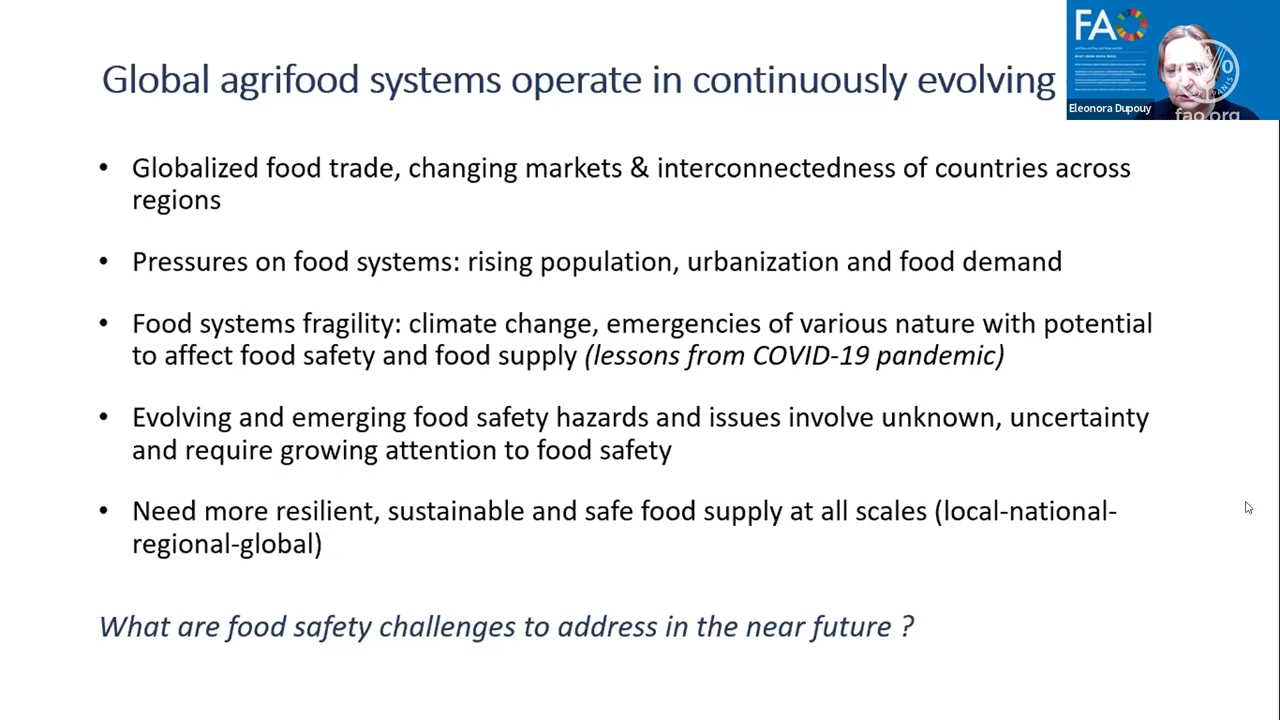 Global agrifood systems operate in continuously evolving
FAO
Eleonora Dupouy
fao.org
• Globalized food trade, changing markets & interconnectedness of countries across
regions
• Pressures on food systems: rising population, urbanization and food demand
• Food systems fragility: climate change, emergencies of various nature with potential
to affect food safety and food supply (lessons from COVID-19 pandemic)
• Evolving and emerging food safety hazards and issues involve unknown, uncertainty
and require growing attention to food safety
• Need more resilient, sustainable and safe food supply at all scales (local-national-
regional-global)
What are food safety challenges to address in the near future ?